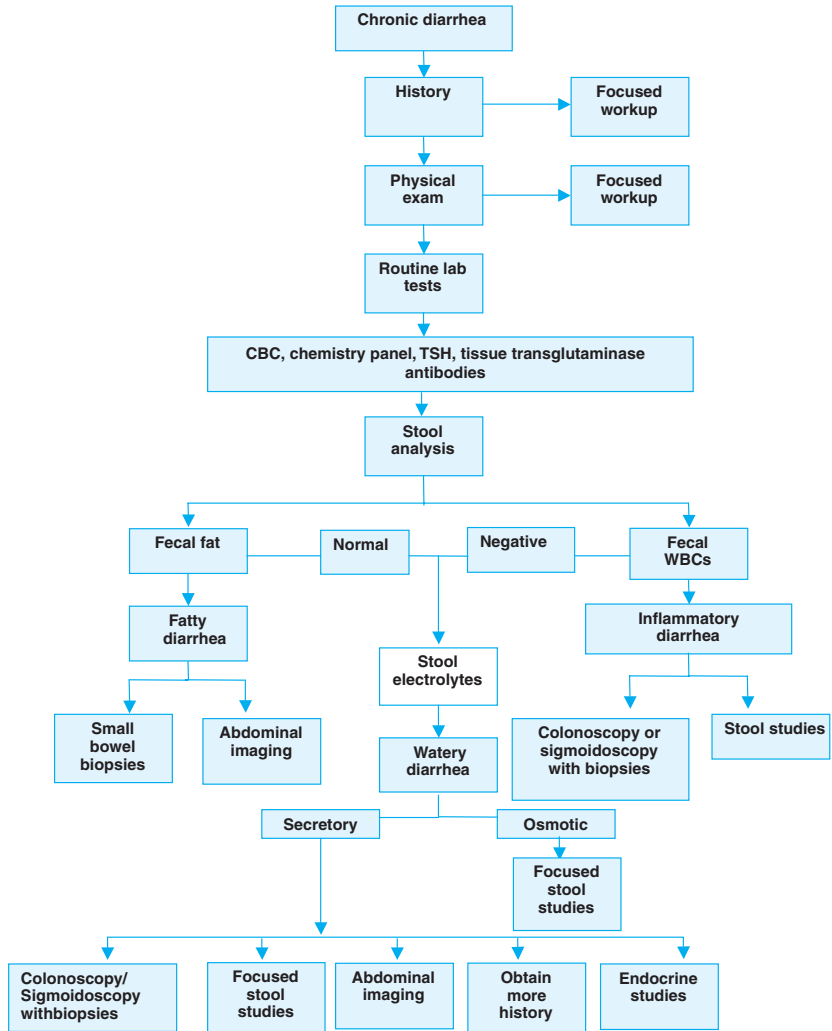 Chronic diarrhea
History
Focused
workup
Physical
exam
Focused
workup
Routine lab
tests
CBC, chemistry panel, TSH, tissue transglutaminase
antibodies
Stool
analysis
Fecal fat
Normal
Negative
Fecal
WBCs
Fatty
diarrhea
Inflammatory
diarrhea
Stool
electrolytes
Small
bowel
biopsies
Abdominal
imaging
Watery
diarrhea
Colonoscopy or
sigmoidoscopy
with biopsies
Stool studies
Secretory
Osmotic
Focused
stool
studies
Colonoscopy/
Sigmoidoscopy
withbiopsies
Focused
stool
studies
Abdominal
imaging
Obtain
more
history
Endocrine
studies